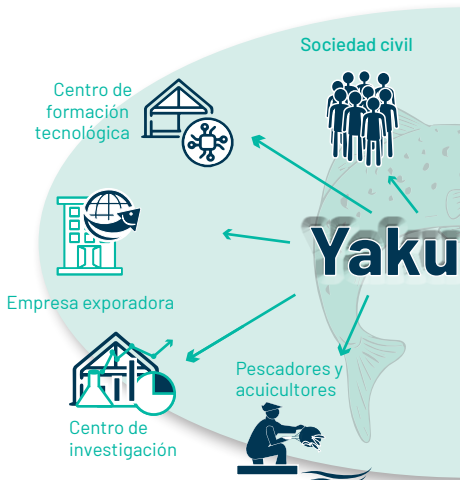 Sociedad civil
Centro de
formación
tecnológica
Yaku
Empresa exporadora
Pescadores y
acuicultores
Centro de
investigación